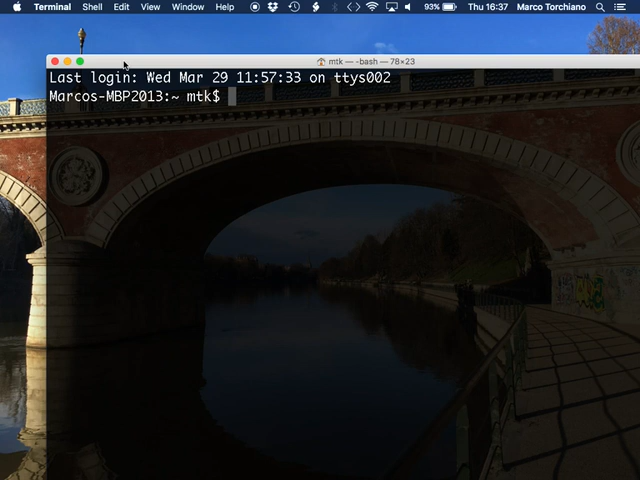 Terminal Shell Edit View Window Help 93% Thu 16:37 Marco Torchiano
mtk — -bash — 78×23
Last login: Wed Mar 29 11:57:33 on ttys002
Marcos-MBP2013:~ mtk$